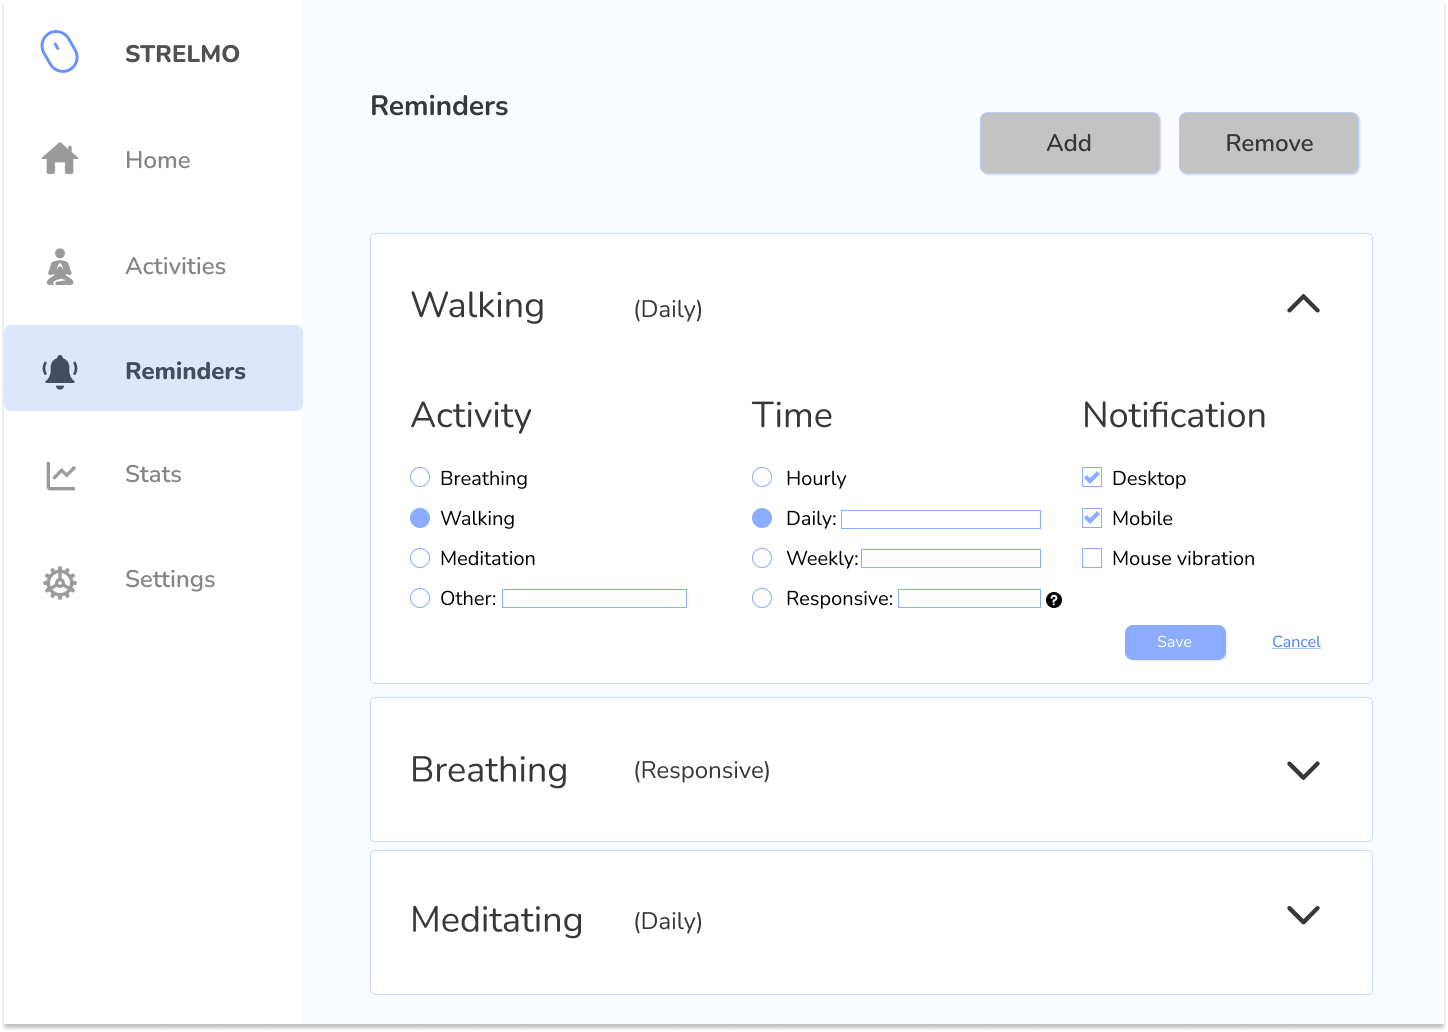 STRELMO
Home
Activities
Reminders
Stats
Settings
Reminders
Add
Remove
Walking (Daily)
Activity
Breathing
Walking
Meditation
Other:
Time
Hourly
Daily:
Weekly:
Responsive: ?
Notification
Desktop
Mobile
Mouse vibration
Save
Cancel
Breathing (Responsive)
Meditating (Daily)